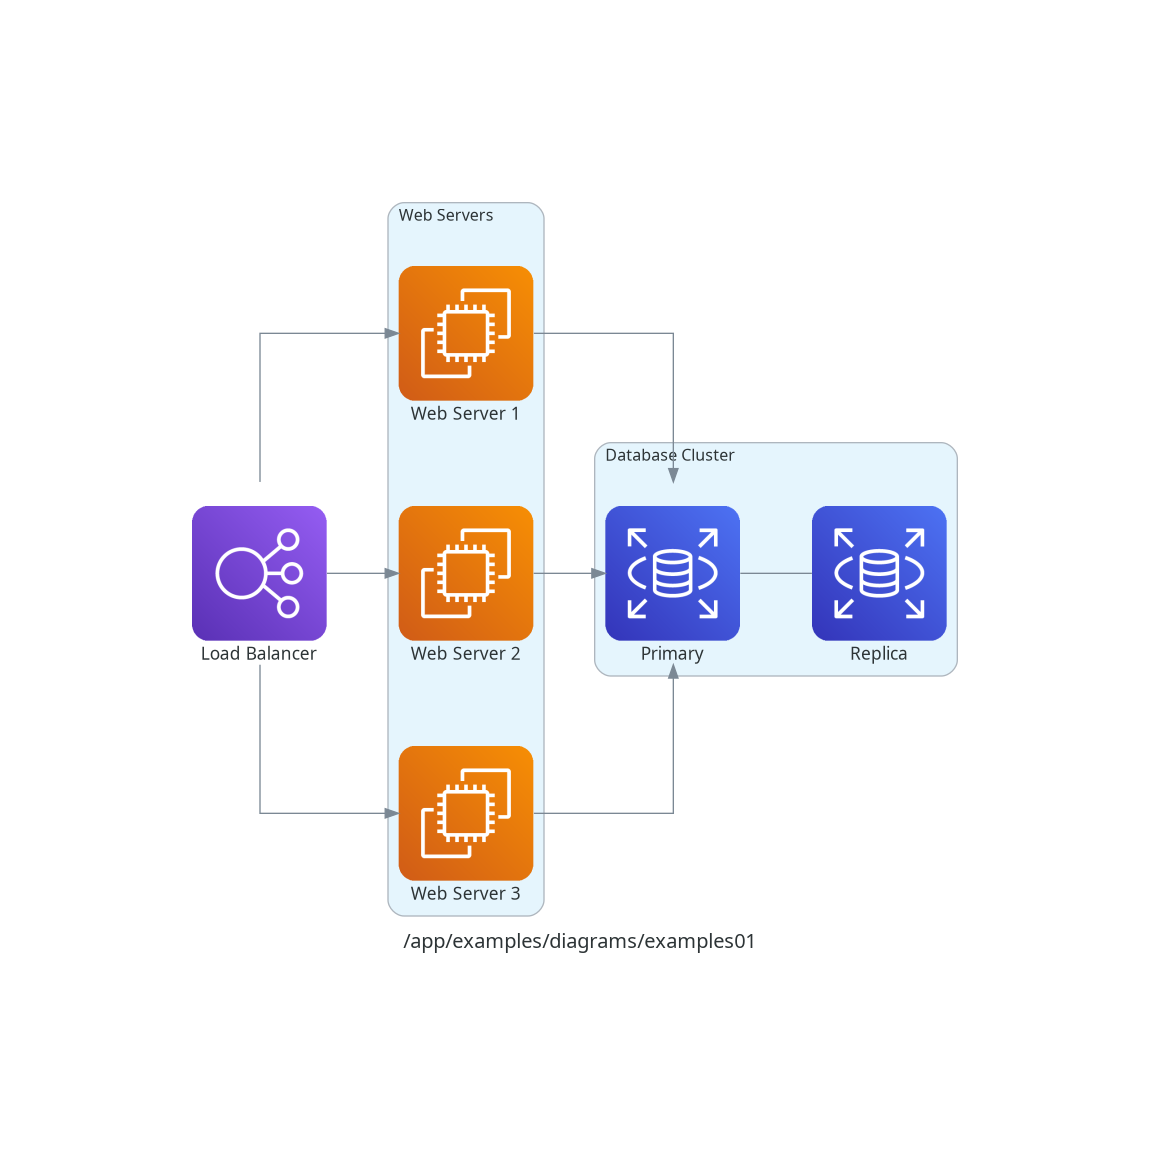 Web Servers
Web Server 1
Database Cluster
Load Balancer
Web Server 2
Primary
Replica
Web Server 3
/app/examples/diagrams/examples01